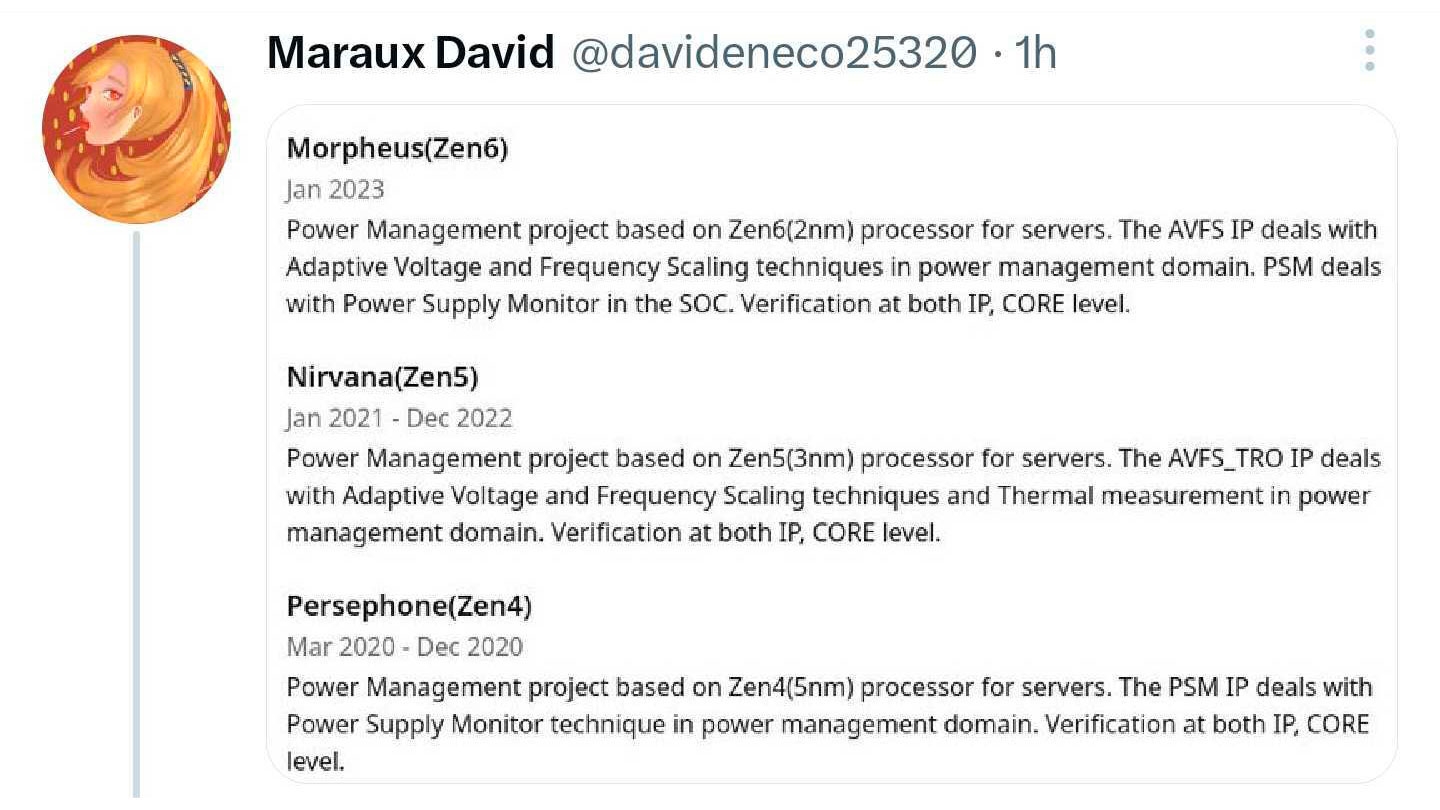 Maraux David @davideneco25320 · 1h
Morpheus(Zen6)
Jan 2023
Power Management project based on Zen6(2nm) processor for servers. The AVFS IP deals with
Adaptive Voltage and Frequency Scaling techniques in power management domain. PSM deals
with Power Supply Monitor in the SOC. Verification at both IP, CORE level.
Nirvana(Zen5)
Jan 2021 - Dec 2022
Power Management project based on Zen5(3nm) processor for servers. The AVFS_TRO IP deals
with Adaptive Voltage and Frequency Scaling techniques and Thermal measurement in power
management domain. Verification at both IP, CORE level.
Persephone(Zen4)
Mar 2020 - Dec 2020
Power Management project based on Zen4(5nm) processor for servers. The PSM IP deals with
Power Supply Monitor technique in power management domain. Verification at both IP, CORE
level.